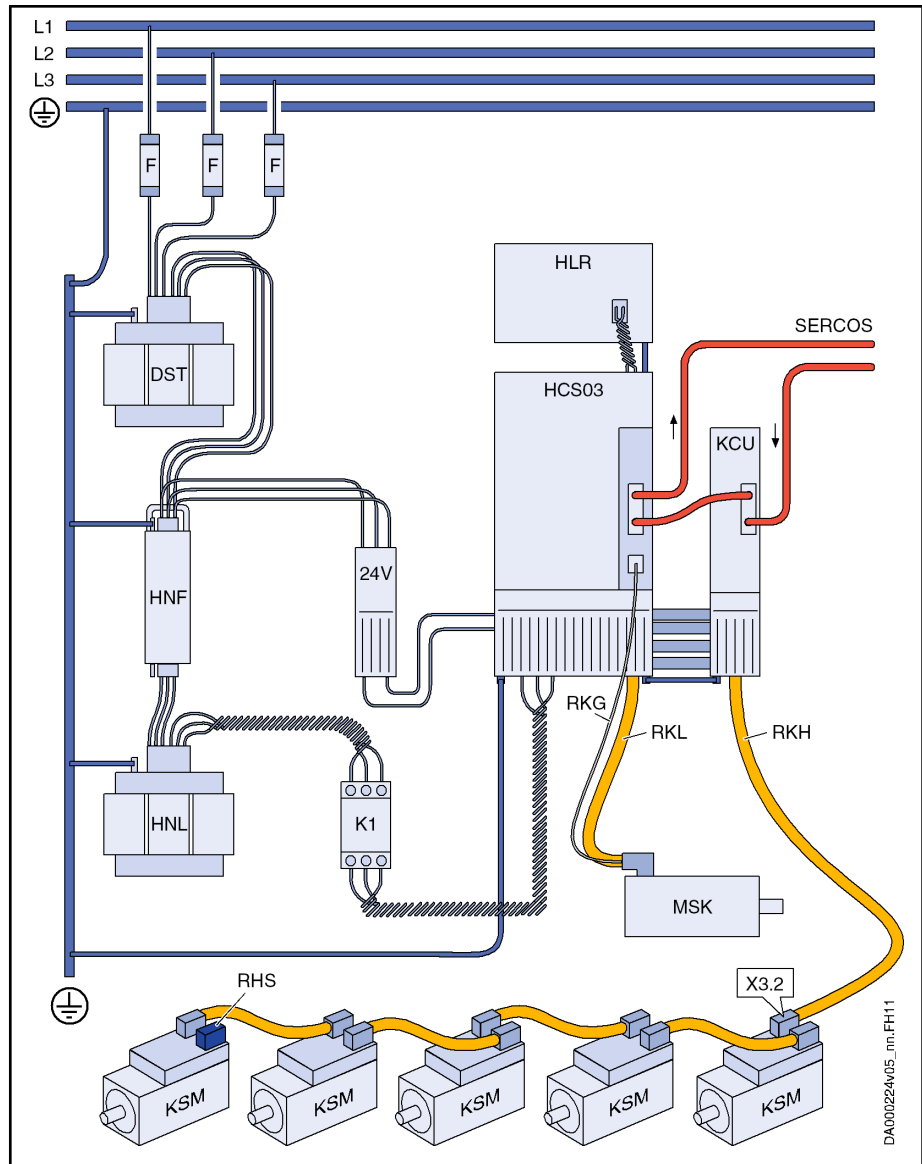 L1
L2
L3
F
F
F
HLR
SERCOS
DST
HCS03
KCU
24V
HNF
RKG
RKL
RKH
K1
HNL
MSK
RHS
X3.2
KSM
KSM
KSM
KSM
KSM
DA000224v05_nn.FH11